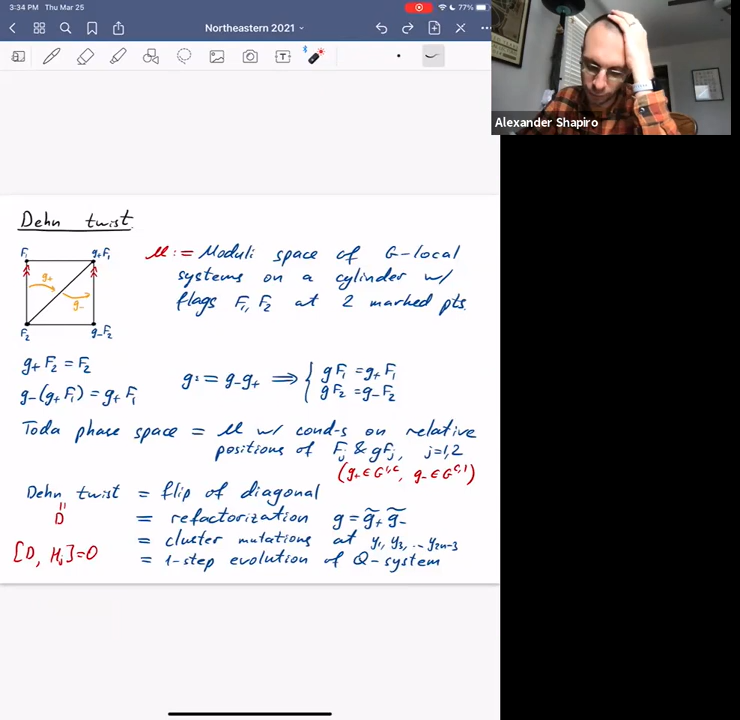 3:34 PM Thu Mar 25
77%
Northeastern 2021
Alexander Shapiro
Dehn twist.
F₁ g₊F₁
g₊
g₋
F₂ g₋F₂
𝓜 := Moduli space of G-local
systems on a cylinder w/
flags F₁, F₂ at 2 marked pts.
g₊F₂ = F₂
g₋(g₊F₁) = g₊F₁
g := g₋g₊ ⟹ { gF₁ = g₊F₁
gF₂ = g₋F₂
Toda phase space = 𝓜 w/ cond-s on relative
positions of Fⱼ & gFⱼ, j=1,2
(g₊ ∈ G^{1,c}, g₋ ∈ G^{c,1})
Dehn twist = flip of diagonal
= refactorization g = g̃₊ g̃₋
= cluster mutations at y₁, y₃, ... y₂ₙ₋₃
= 1-step evolution of Q-system
D
[D, Hⱼ] = 0